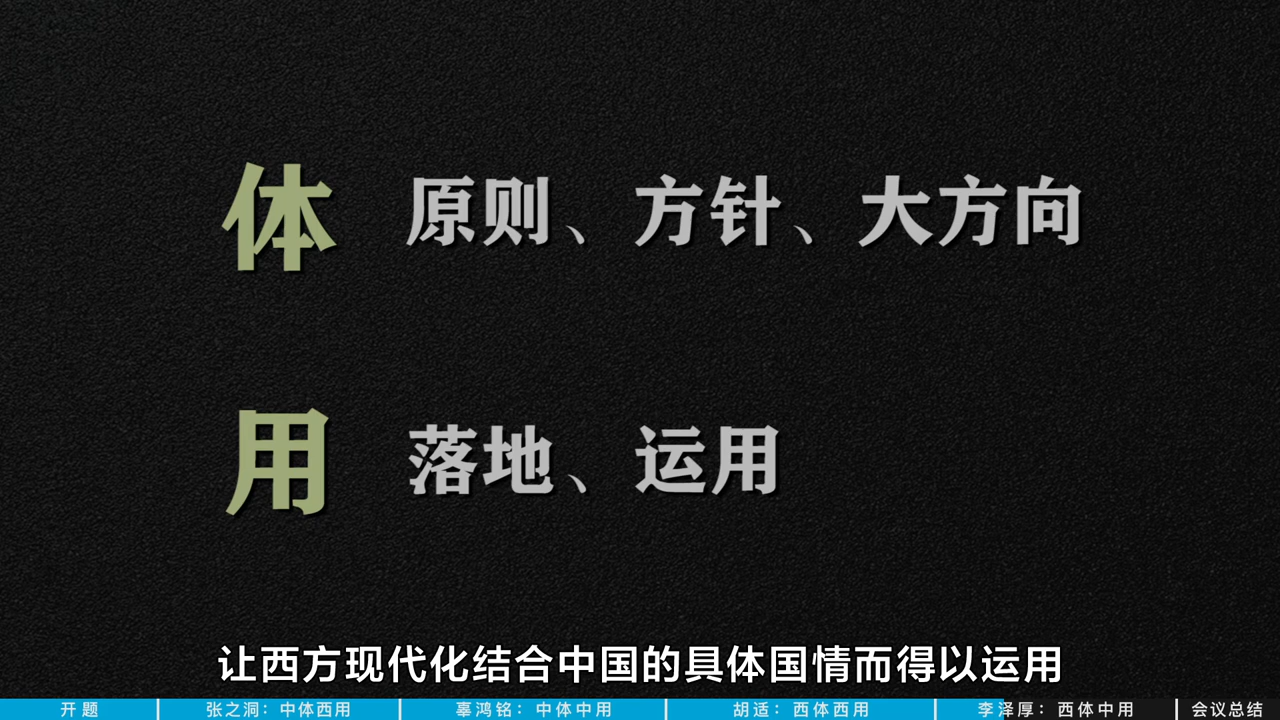 体 原则、方针、大方向
用 落地、运用
让西方现代化结合中国的具体国情而得以运用
开题 张之洞：中体西用 辜鸿铭：中体中用 胡适：西体西用 李泽厚：西体中用 会议总结